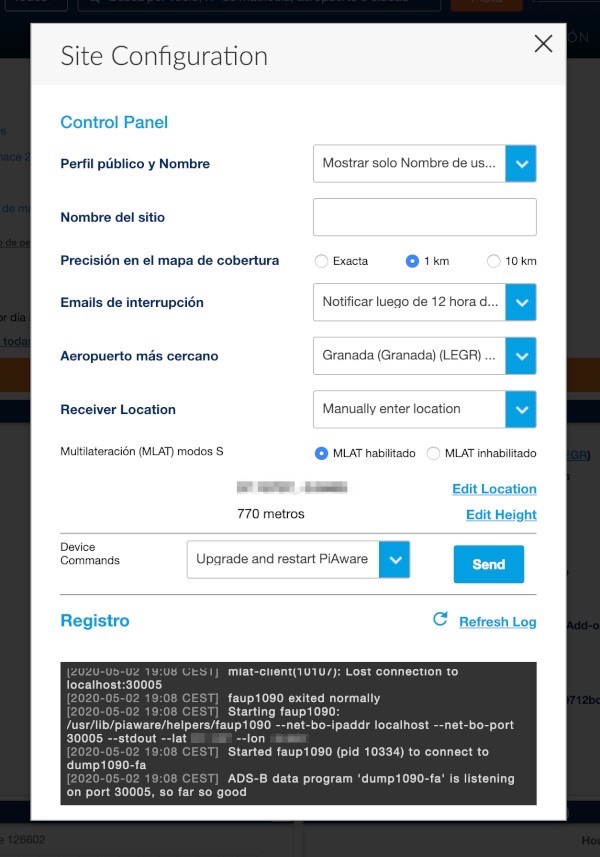 Site Configuration
Control Panel
Perfil público y Nombre
Mostrar solo Nombre de us...
Nombre del sitio
Precisión en el mapa de cobertura
Exacta
1 km
10 km
Emails de interrupción
Notificar luego de 12 hora d...
Aeropuerto más cercano
Granada (Granada) (LEGR) ...
Receiver Location
Manually enter location
Multilateración (MLAT) modos S
MLAT habilitado
MLAT inhabilitado
Edit Location
770 metros
Edit Height
Device
Commands
Upgrade and restart PiAware
Send
Registro
Refresh Log
[2020-05-02 19:08 CEST] mlat-client(10107): Lost connection to
localhost:30005
[2020-05-02 19:08 CEST] faup1090 exited normally
[2020-05-02 19:08 CEST] Starting faup1090:
/usr/lib/piaware/helpers/faup1090 --net-bo-ipaddr localhost --net-bo-port
30005 --stdout --lat --lon
[2020-05-02 19:08 CEST] Started faup1090 (pid 10334) to connect to
dump1090-fa
[2020-05-02 19:08 CEST] ADS-B data program 'dump1090-fa' is listening
on port 30005, so far so good
126602